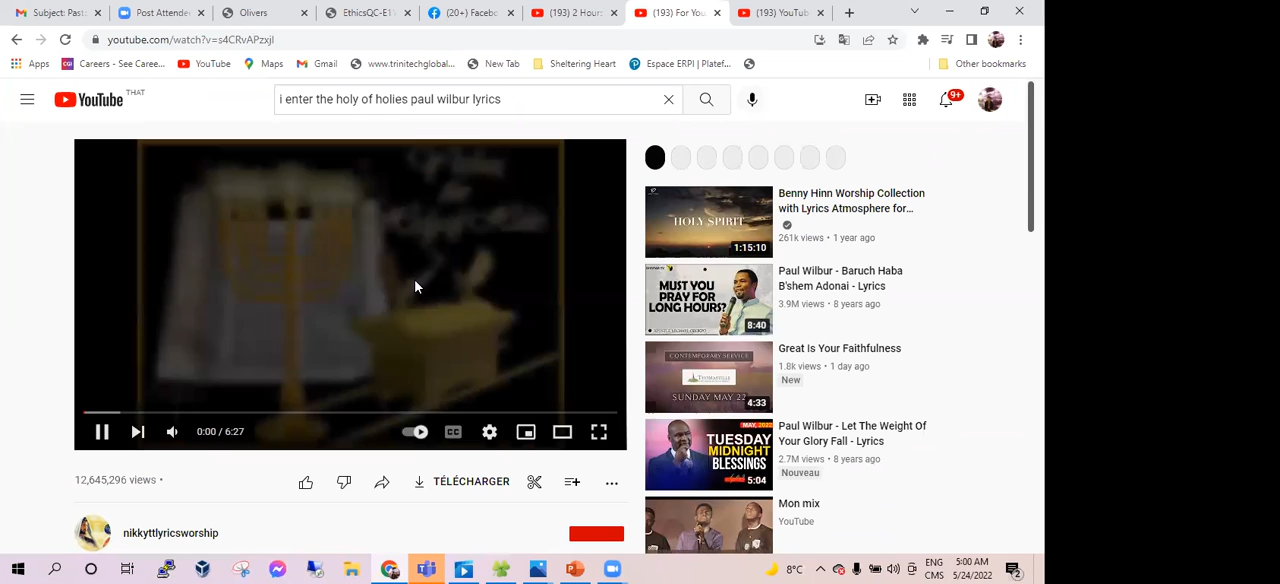 Subject: Past
Post Attende
Olivers
EthicsQC-E1
(20+) Facebo
(193) 2 Hour
(193) For You
(193) YouTub
youtube.com/watch?v=s4CRvAPzxjI
Apps
Careers - See Caree...
YouTube
Maps
Gmail
www.trinitechglobal...
New Tab
Sheltering Heart
Espace ERPI | Platef...
Other bookmarks
YouTube
THAT
i enter the holy of holies paul wilbur lyrics
9+
HOLY SPIRIT
1:15:10
Benny Hinn Worship Collection
with Lyrics Atmosphere for...
261k views • 1 year ago
MUST YOU
PRAY FOR
LONG HOURS?
8:40
Paul Wilbur - Baruch Haba
B'shem Adonai - Lyrics
3.9M views • 8 years ago
CONTEMPORARY SERVICE
THOMASVILLE
SUNDAY MAY 22
4:33
Great Is Your Faithfulness
1.8k views • 1 day ago
New
TUESDAY
MIDNIGHT
BLESSINGS
5:04
Paul Wilbur - Let The Weight Of
Your Glory Fall - Lyrics
2.7M views • 8 years ago
Nouveau
Mon mix
YouTube
0:00 / 6:27
12,645,296 views •
TÉLÉCHARGER
nikkyttlyricsworship
8°C
ENG
CMS
5:00 AM
5/24/2022
2